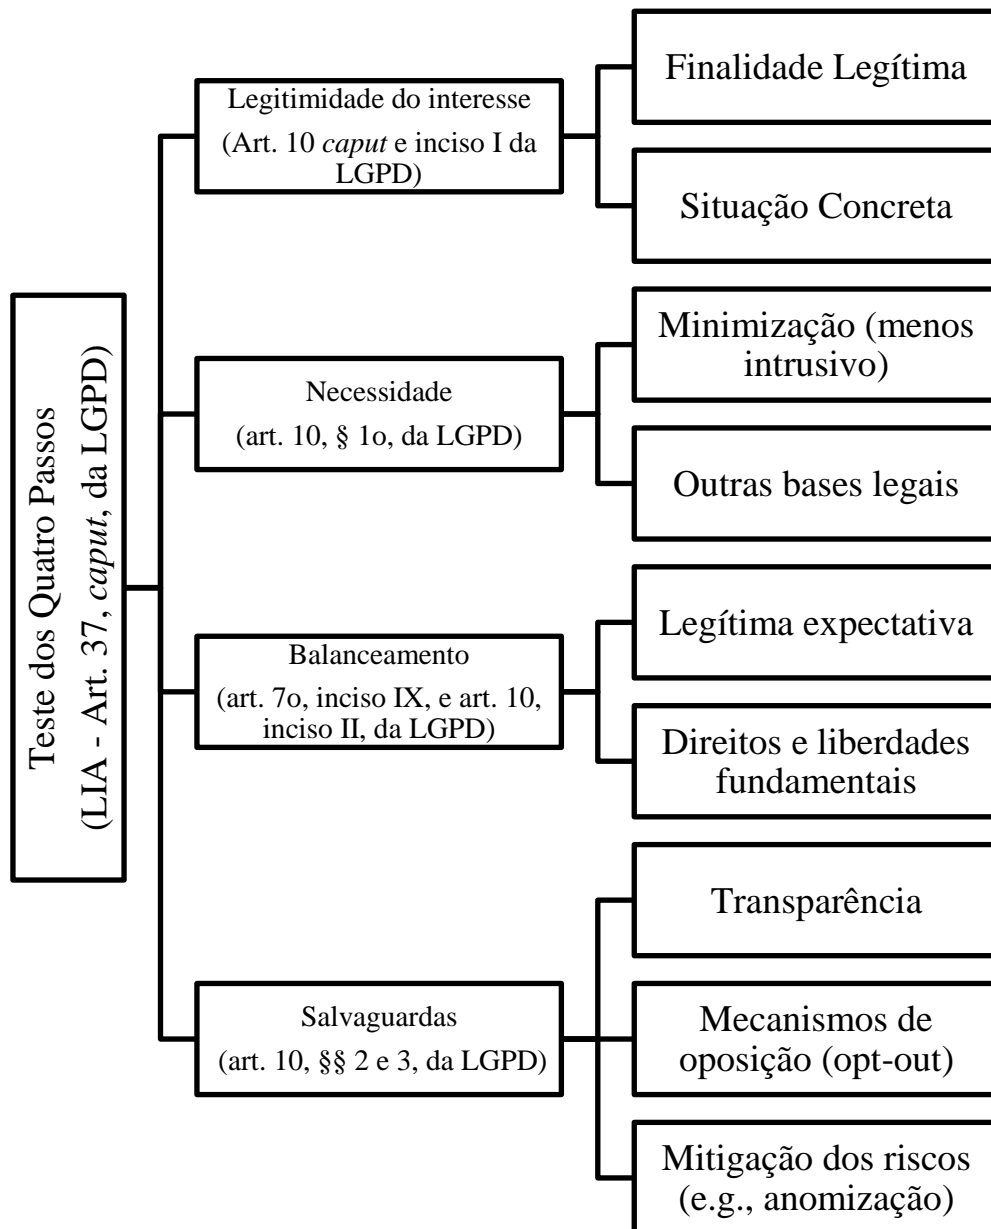 Teste dos Quatro Passos
(LIA - Art. 37, caput, da LGPD)
Legitimidade do interesse
(Art. 10 caput e inciso I da
LGPD)
Finalidade Legítima
Situação Concreta
Necessidade
(art. 10, § 1o, da LGPD)
Minimização (menos
intrusivo)
Outras bases legais
Balanceamento
(art. 7o, inciso IX, e art. 10,
inciso II, da LGPD)
Legítima expectativa
Direitos e liberdades
fundamentais
Salvaguardas
(art. 10, §§ 2 e 3, da LGPD)
Transparência
Mecanismos de
oposição (opt-out)
Mitigação dos riscos
(e.g., anomização)